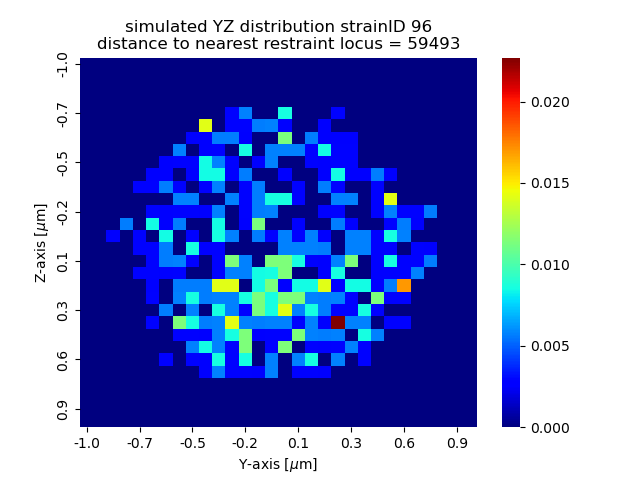 simulated YZ distribution strainID 96
distance to nearest restraint locus = 59493
-1.0
-0.7
-0.5
-0.2
0.1
0.3
0.6
0.9
Z-axis [μm]
-1.0 -0.7 -0.5 -0.2 0.1 0.3 0.6 0.9
Y-axis [μm]
0.020
0.015
0.010
0.005
0.000